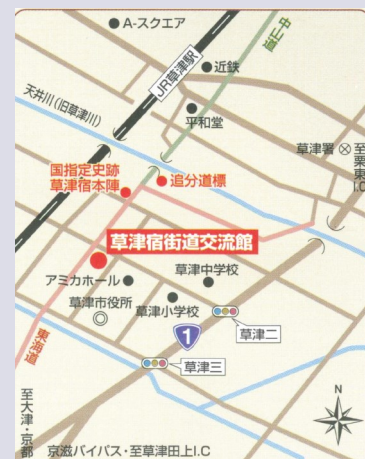 A-スクエア
JR草津駅
中山道
近鉄
平和堂
天井川(旧草津川)
草津署
至栗東I.C
国指定史跡
草津宿本陣
追分道標
草津宿街道交流館
アミカホール
草津中学校
草津市役所
草津小学校
1
草津二
草津三
東海道
至大津・京都
京滋バイパス・至草津田上I.C
N